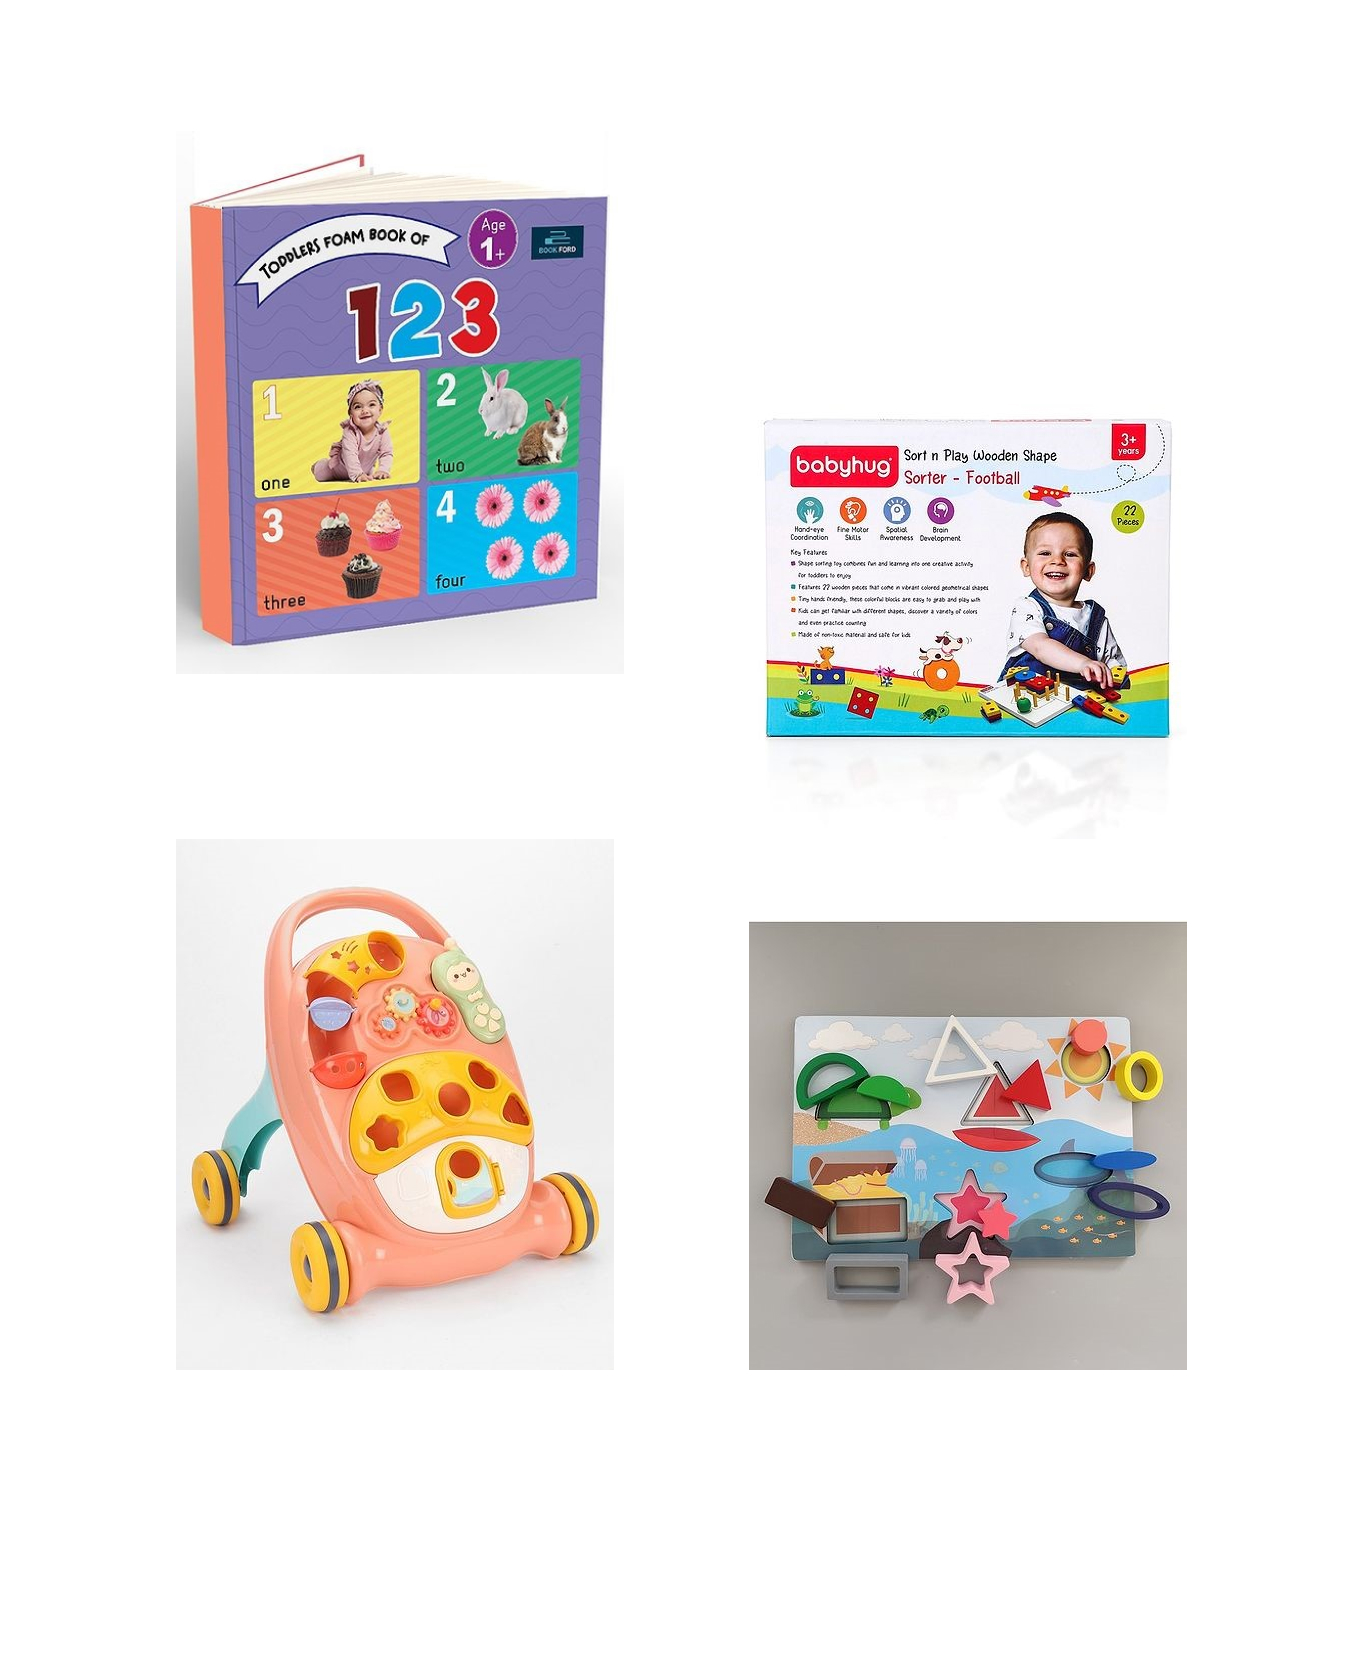 TODDLERS FOAM BOOK OF
Age
1+
BOOK FORD
123
1
one
2
two
3
three
4
four
3+
years
babyhug
Sort n Play Wooden Shape
Sorter - Football
22
Pieces
Hand-eye
Coordination
Fine Motor
Skills
Spatial
Awareness
Brain
Development
Key Features
Shape sorting toy combines fun and learning into one creative activity
for toddlers to enjoy
Features 22 wooden pieces that come in vibrant colored geometrical shapes
Tiny hands friendly, these colorful blocks are easy to grab and play with
Kids can get familiar with different shapes, discover a variety of colors
and even practice counting
Made of non-toxic material and safe for kids